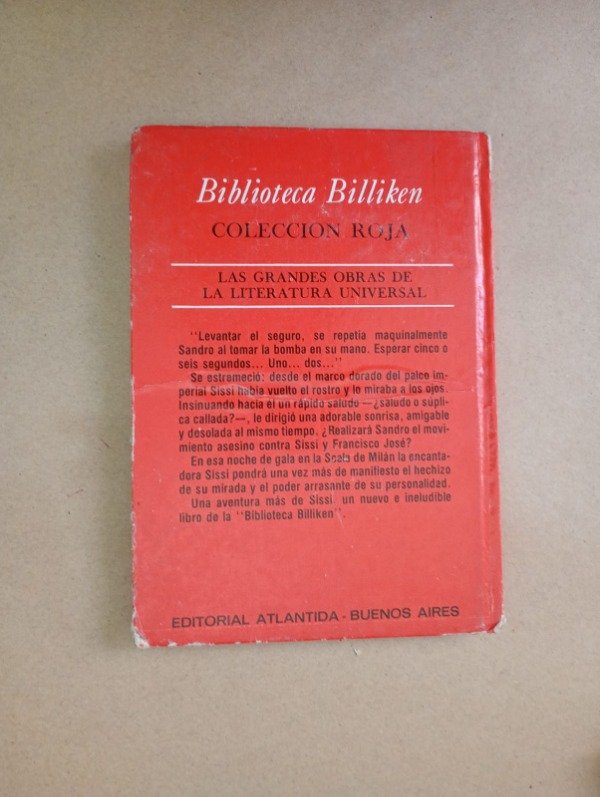 Biblioteca Billiken
COLECCION ROJA
LAS GRANDES OBRAS DE
LA LITERATURA UNIVERSAL
"Levantar el seguro, se repetía maquinalmente
Sandro al tomar la bomba en su mano. Esperar cinco o
seis segundos... Uno... dos..."
Se estremeció: desde el marco dorado del palco im-
perial Sissi había vuelto el rostro y lo miraba a los ojos.
Insinuando hacia él un rápido saludo —¿saludo o súpli-
ca callada?—, le dirigió una adorable sonrisa, amigable
y desolada al mismo tiempo. ¿Realizará Sandro el movi-
miento asesino contra Sissi y Francisco José?
En esa noche de gala en la Scala de Milán la encanta-
dora Sissi pondrá una vez más de manifiesto el hechizo
de su mirada y el poder arrasante de su personalidad.
Una aventura más de Sissi, un nuevo e ineludible
libro de la "Biblioteca Billiken".
EDITORIAL ATLANTIDA - BUENOS AIRES